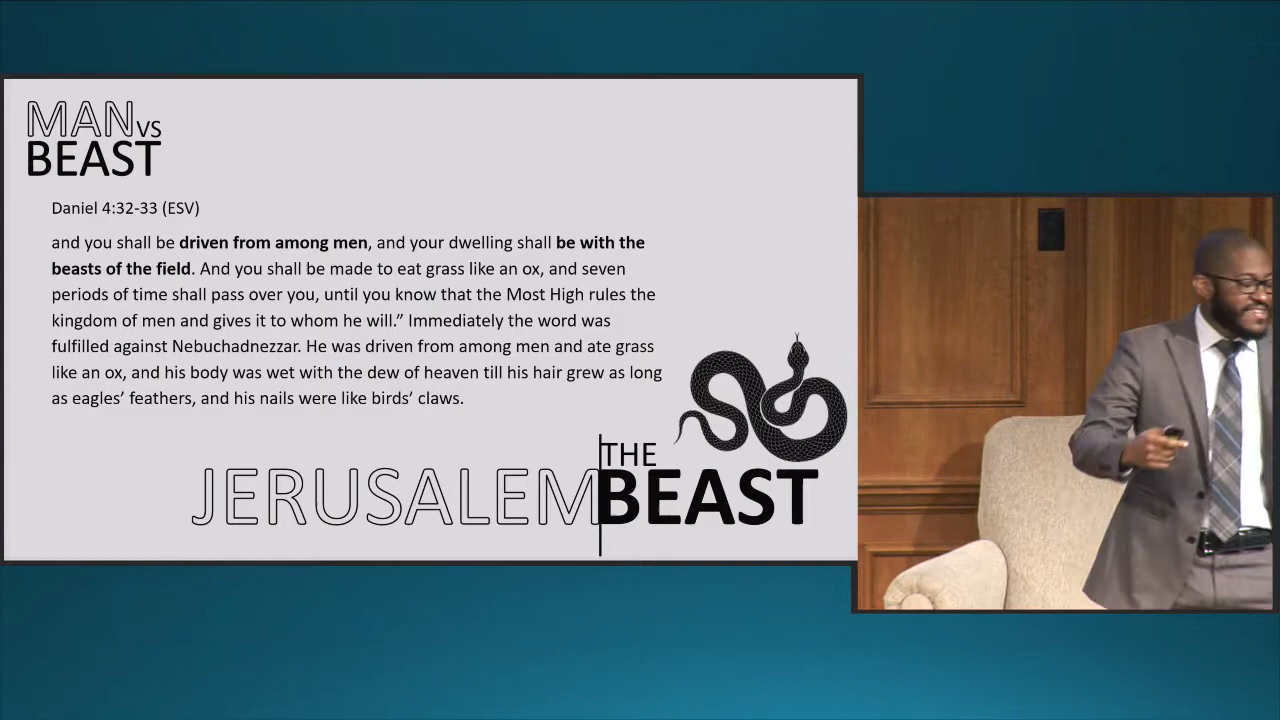 MAN VS
BEAST
Daniel 4:32-33 (ESV)
and you shall be driven from among men, and your dwelling shall be with the
beasts of the field. And you shall be made to eat grass like an ox, and seven
periods of time shall pass over you, until you know that the Most High rules the
kingdom of men and gives it to whom he will.” Immediately the word was
fulfilled against Nebuchadnezzar. He was driven from among men and ate grass
like an ox, and his body was wet with the dew of heaven till his hair grew as long
as eagles’ feathers, and his nails were like birds’ claws.
THE
JERUSALEM BEAST